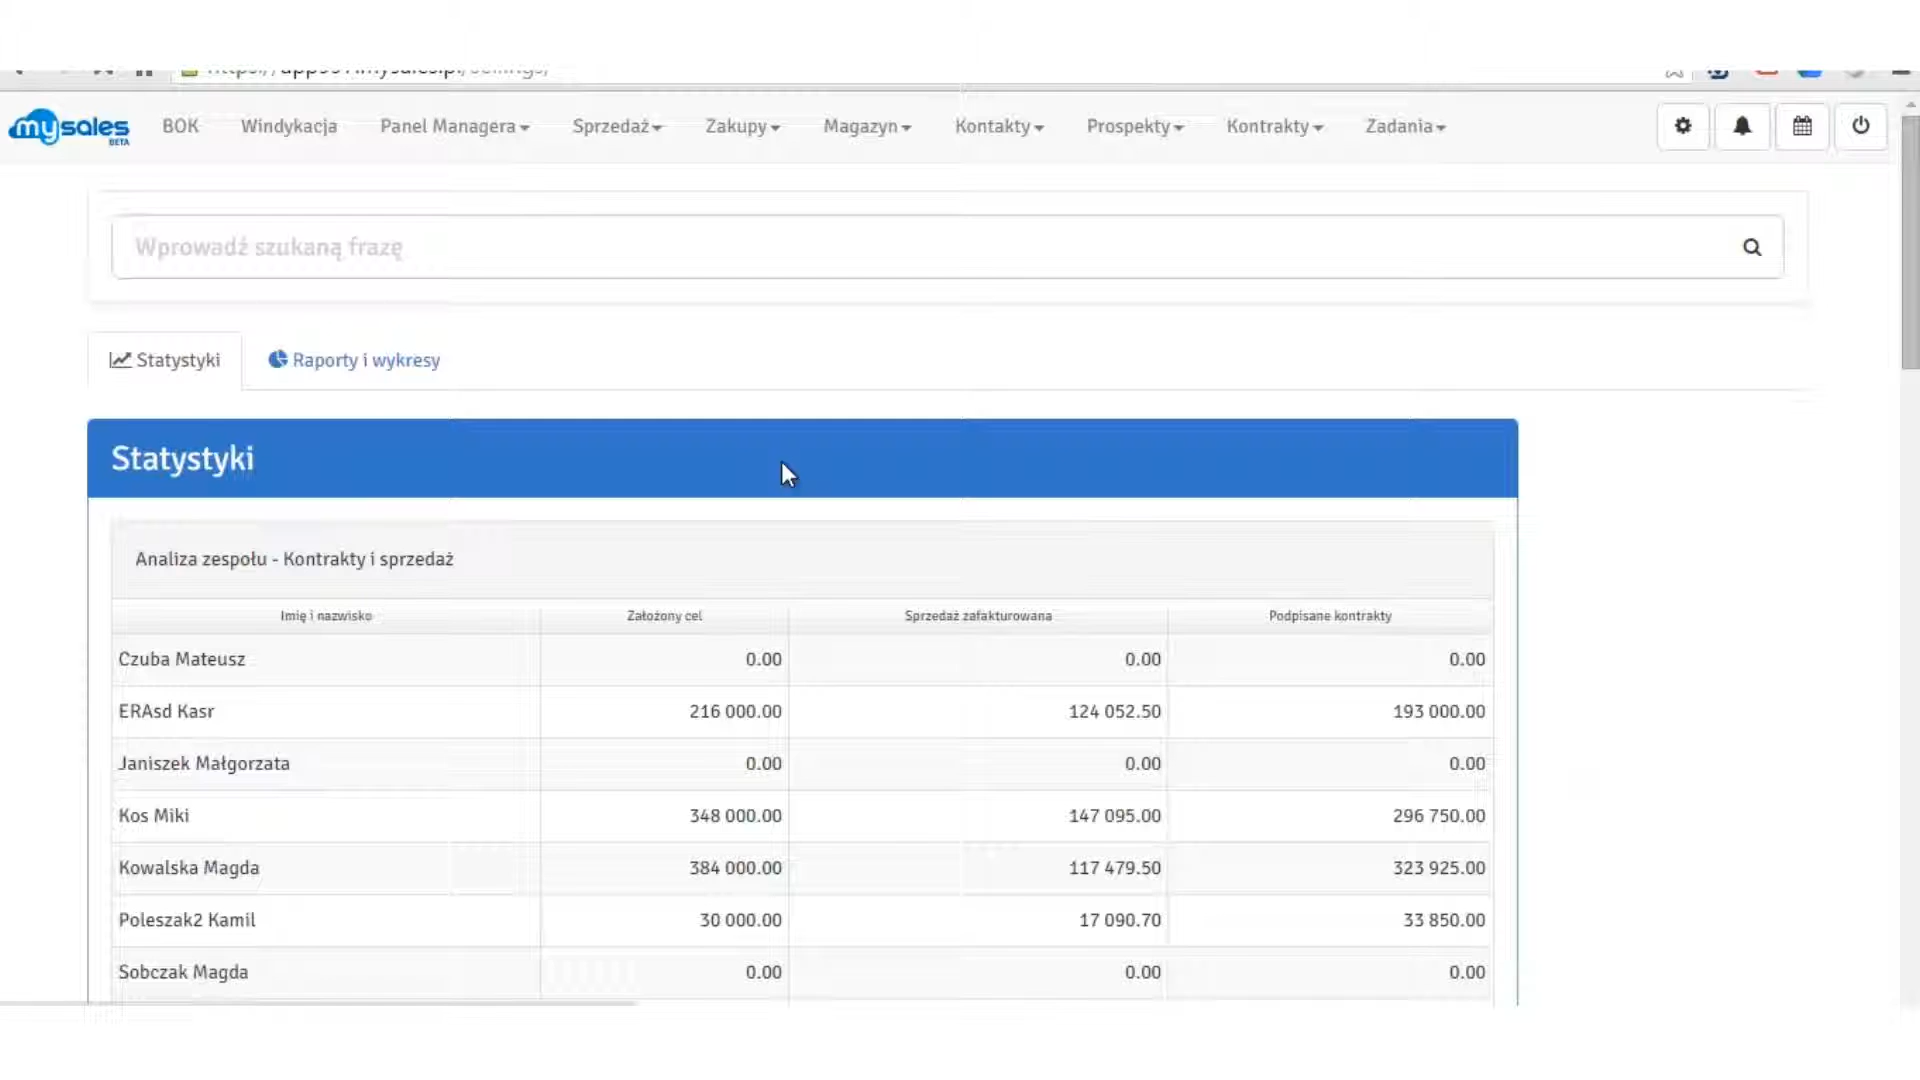 mysales BETA BOK Windykacja Panel Managera Sprzedaż Zakupy Magazyn Kontakty Prospekty Kontrakty Zadania
Wprowadź szukaną frazę
Statystyki Raporty i wykresy
Statystyki
Analiza zespołu - Kontrakty i sprzedaż
Imię i nazwisko Założony cel Sprzedaż zafakturowana Podpisane kontrakty
Czuba Mateusz 0.00 0.00 0.00
ERAsd Kasr 216 000.00 124 052.50 193 000.00
Janiszek Małgorzata 0.00 0.00 0.00
Kos Miki 348 000.00 147 095.00 296 750.00
Kowalska Magda 384 000.00 117 479.50 323 925.00
Poleszak2 Kamil 30 000.00 17 090.70 33 850.00
Sobczak Magda 0.00 0.00 0.00